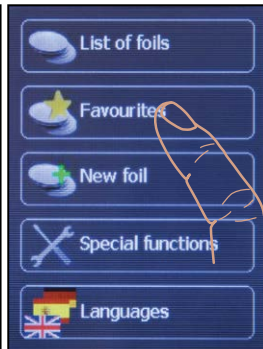 List of foils
Favourites
New foil
Special functions
Languages